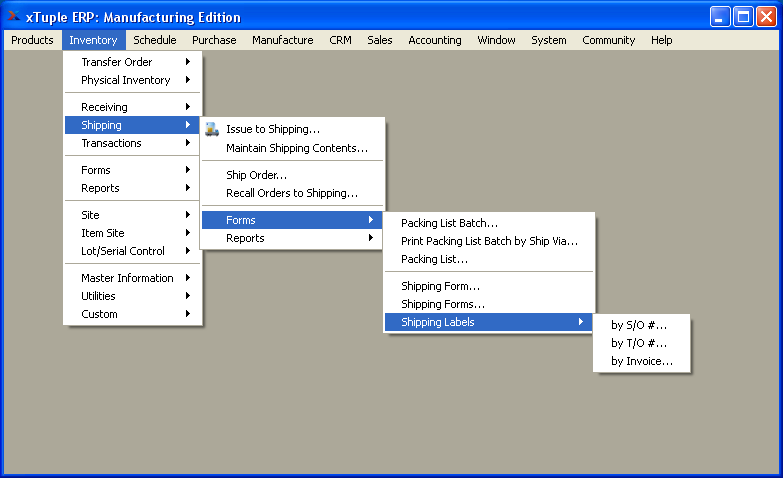 xTuple ERP: Manufacturing Edition
Products Inventory Schedule Purchase Manufacture CRM Sales Accounting Window System Community Help
Transfer Order
Physical Inventory
Receiving
Shipping
Transactions
Forms
Reports
Site
Item Site
Lot/Serial Control
Master Information
Utilities
Custom
Issue to Shipping...
Maintain Shipping Contents...
Ship Order...
Recall Orders to Shipping...
Forms
Reports
Packing List Batch...
Print Packing List Batch by Ship Via...
Packing List...
Shipping Form...
Shipping Forms...
Shipping Labels
by S/O #...
by T/O #...
by Invoice...